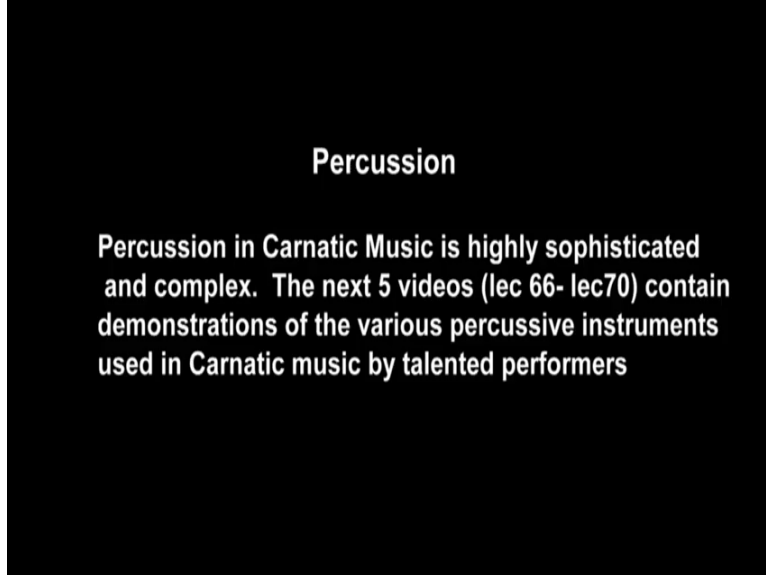 Percussion
Percussion in Carnatic Music is highly sophisticated
and complex.  The next 5 videos (lec 66- lec70) contain
demonstrations of the various percussive instruments
used in Carnatic music by talented performers